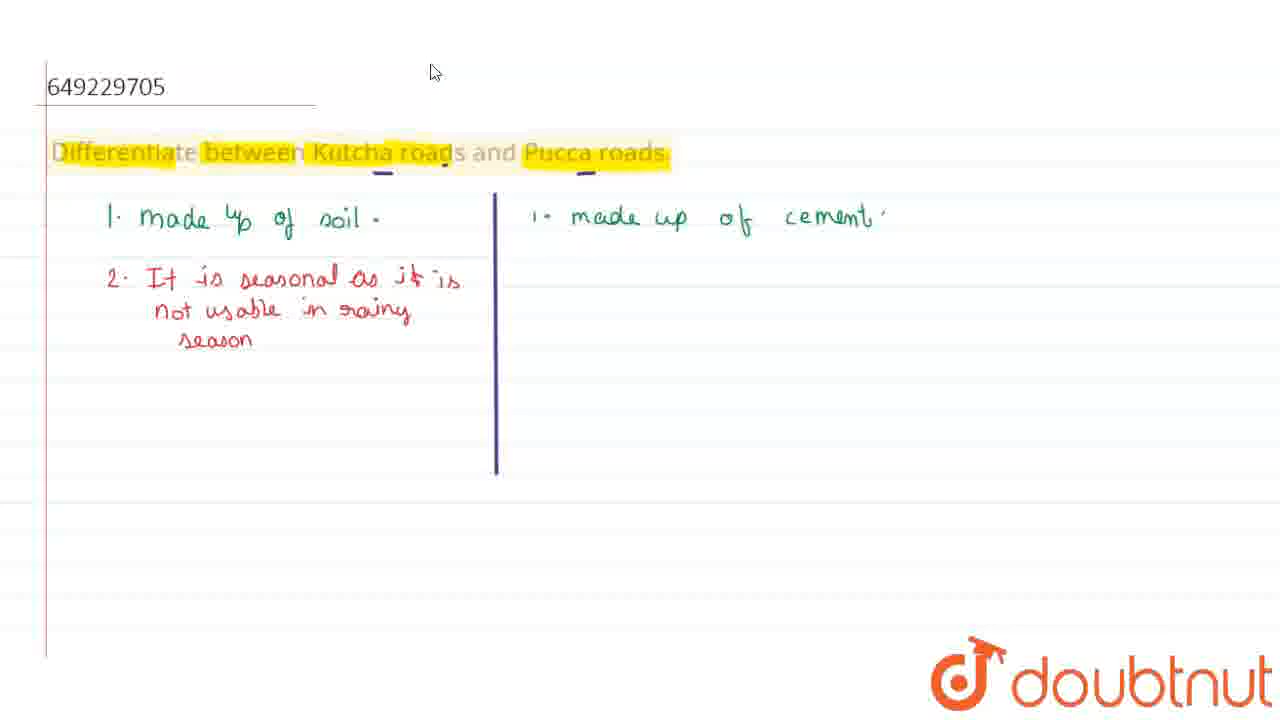 649229705
Differentiate between Kutcha roads and Pucca roads.
1. made up of soil.
1. made up of cement.
2. It is seasonal as it is
not usable in rainy
season
doubtnut